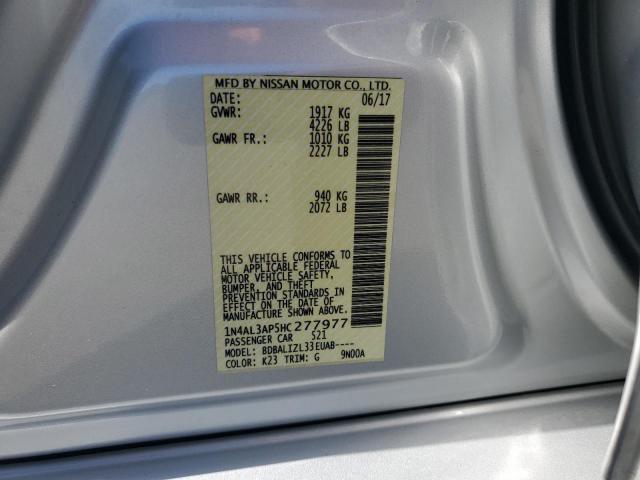 MFD BY NISSAN MOTOR CO., LTD.
DATE: 06/17
GVWR: 1917 KG
4226 LB
GAWR FR.: 1010 KG
2227 LB
GAWR RR.: 940 KG
2072 LB
THIS VEHICLE CONFORMS TO
ALL APPLICABLE FEDERAL
MOTOR VEHICLE SAFETY,
BUMPER, AND THEFT
PREVENTION STANDARDS IN
EFFECT ON THE DATE OF
MANUFACTURE SHOWN ABOVE.
1N4AL3AP5HC277977
PASSENGER CAR S21
MODEL: BDBALIZL33EUAB----
COLOR: K23 TRIM: G 9N00A